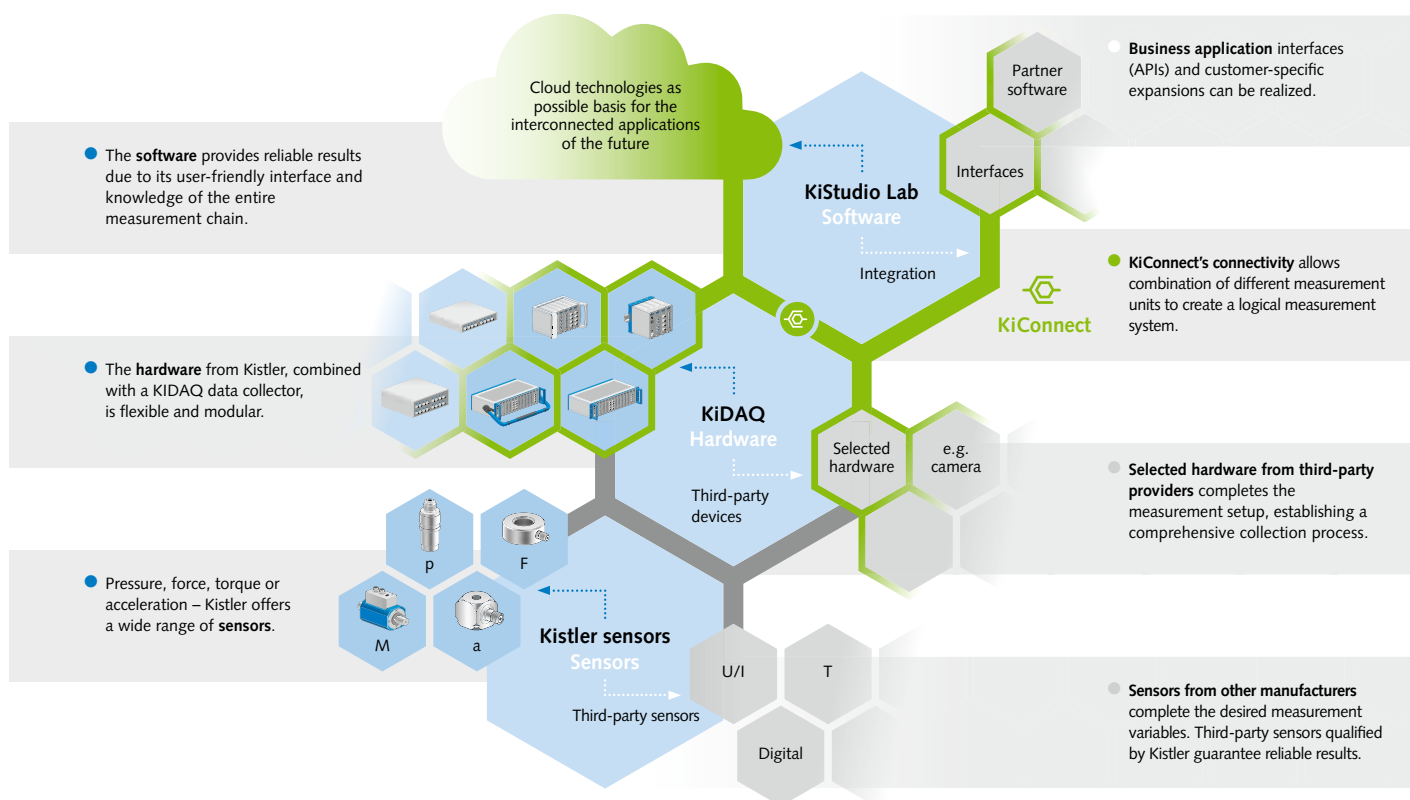 Cloud technologies as
possible basis for the
interconnected applications
of the future
Partner
software
Interfaces
Business application interfaces
(APIs) and customer-specific
expansions can be realized.
The software provides reliable results
due to its user-friendly interface and
knowledge of the entire
measurement chain.
KiStudio Lab
Software
Integration
KiConnect
KiConnect's connectivity allows
combination of different measurement
units to create a logical measurement
system.
The hardware from Kistler, combined
with a KIDAQ data collector,
is flexible and modular.
KiDAQ
Hardware
Third-party
devices
Selected
hardware
e.g.
camera
Selected hardware from third-party
providers completes the
measurement setup, establishing a
comprehensive collection process.
Pressure, force, torque or
acceleration – Kistler offers
a wide range of sensors.
p
F
M
a
Kistler sensors
Sensors
Third-party sensors
U/I
T
Digital
Sensors from other manufacturers
complete the desired measurement
variables. Third-party sensors qualified
by Kistler guarantee reliable results.